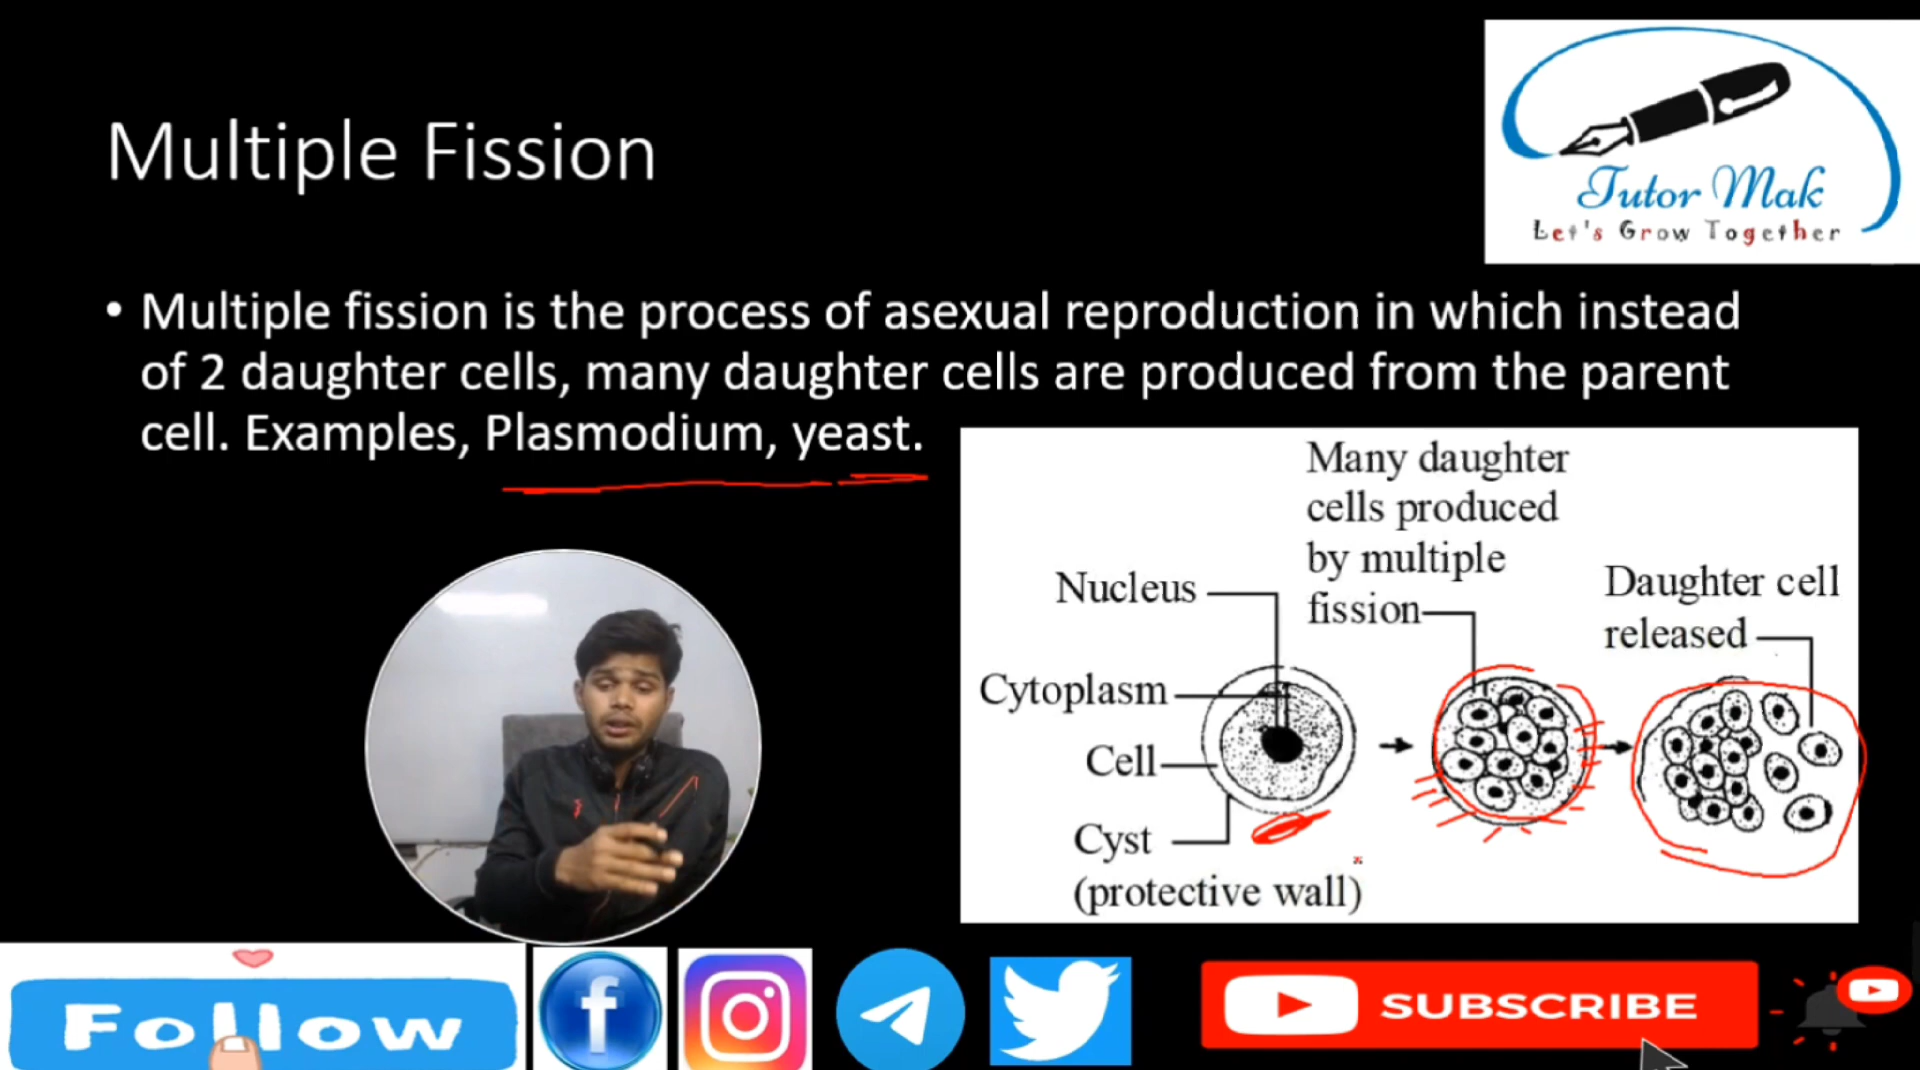 Multiple Fission
Tutor Mak
Let's Grow Together
• Multiple fission is the process of asexual reproduction in which instead
of 2 daughter cells, many daughter cells are produced from the parent
cell. Examples, Plasmodium, yeast.
Many daughter
cells produced
by multiple
fission
Nucleus
Daughter cell
released
Cytoplasm
Cell
Cyst
(protective wall)
Follow
f
SUBSCRIBE